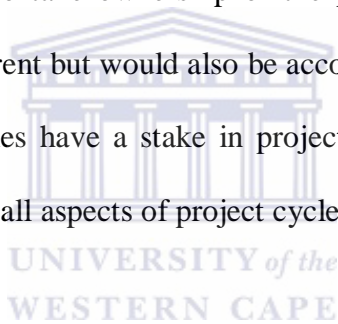 rent but would also be acco
es have a stake in project
all aspects of project cycle
UNIVERSITY of the
WESTERN CAPE